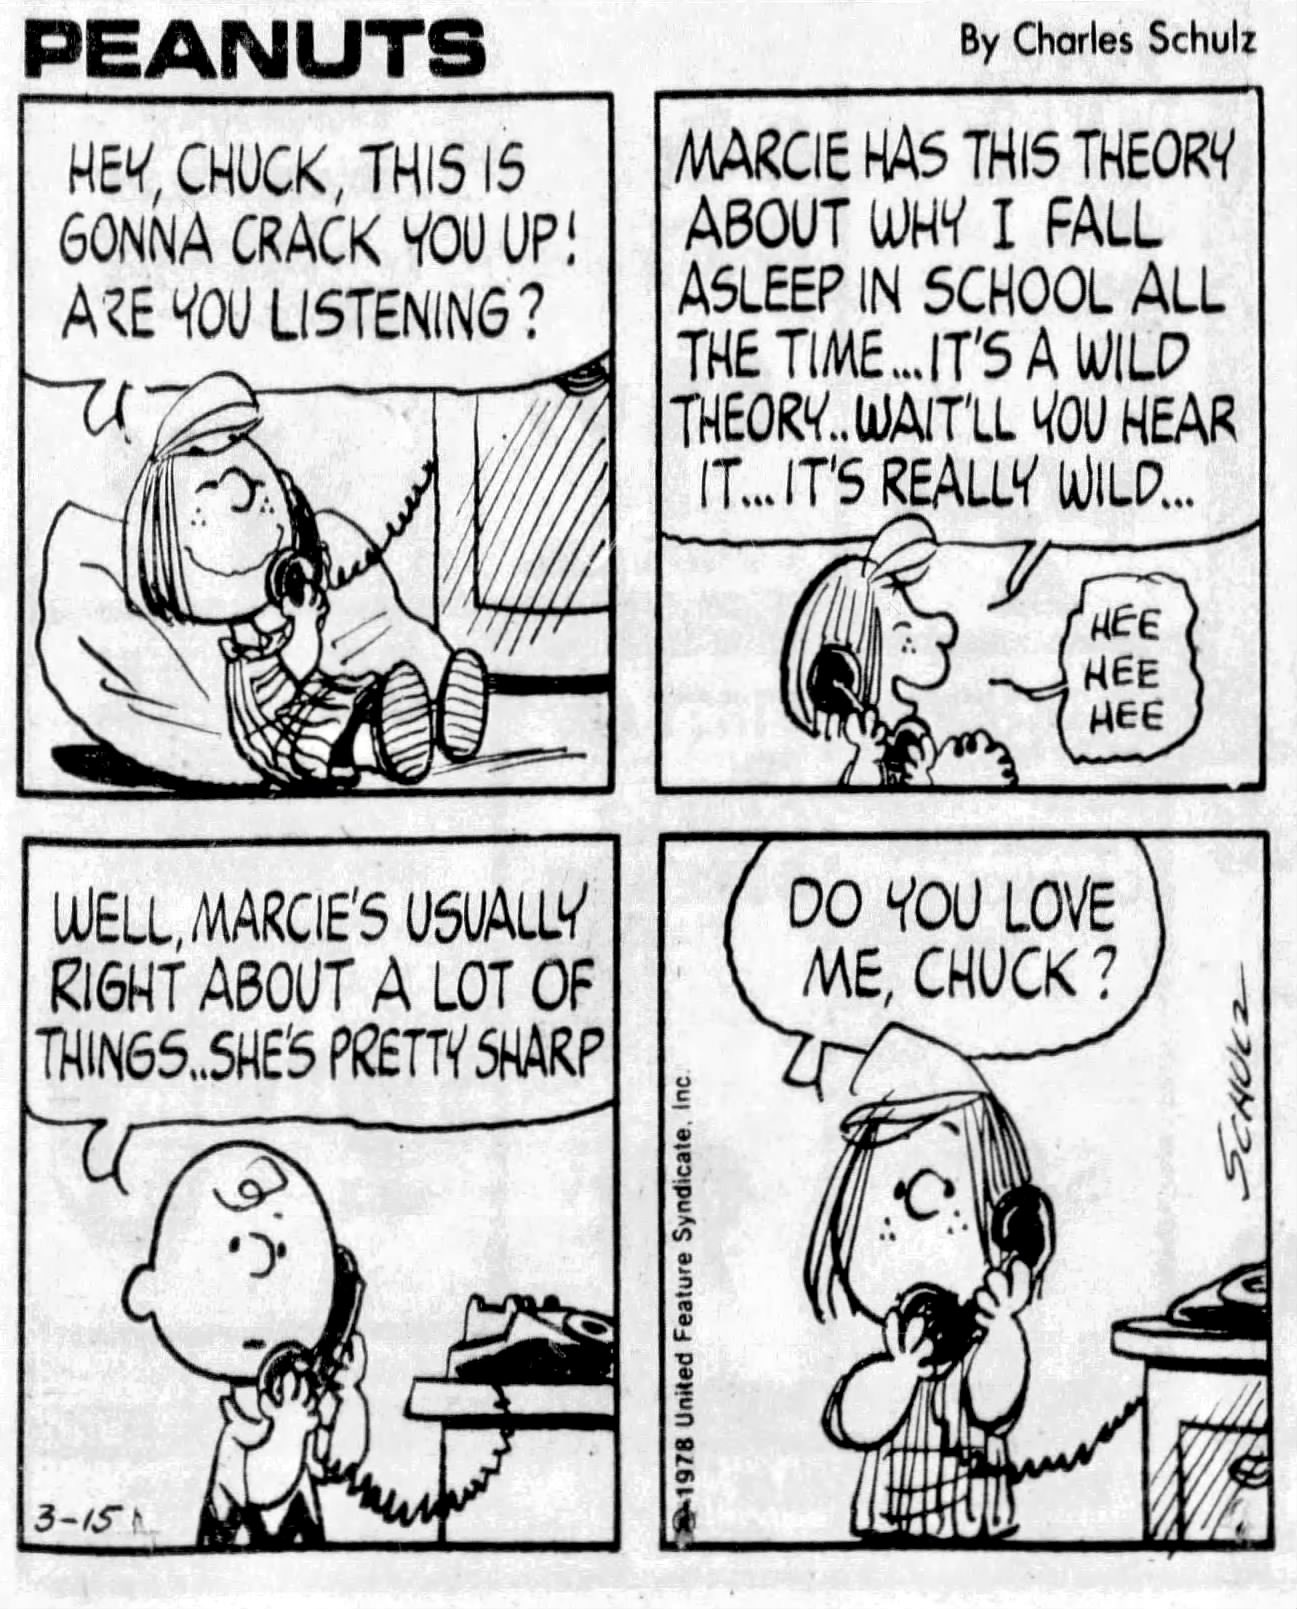 PEANUTS
By Charles Schulz
HEY, CHUCK, THIS IS
GONNA CRACK YOU UP!
ARE YOU LISTENING?
MARCIE HAS THIS THEORY
ABOUT WHY I FALL
ASLEEP IN SCHOOL ALL
THE TIME...IT'S A WILD
THEORY..WAIT'LL YOU HEAR
IT...IT'S REALLY WILD...
HEE
HEE
HEE
WELL, MARCIE'S USUALLY
RIGHT ABOUT A LOT OF
THINGS..SHE'S PRETTY SHARP
3-15
DO YOU LOVE
ME, CHUCK?
SCHULZ
1978 United Feature Syndicate, Inc.